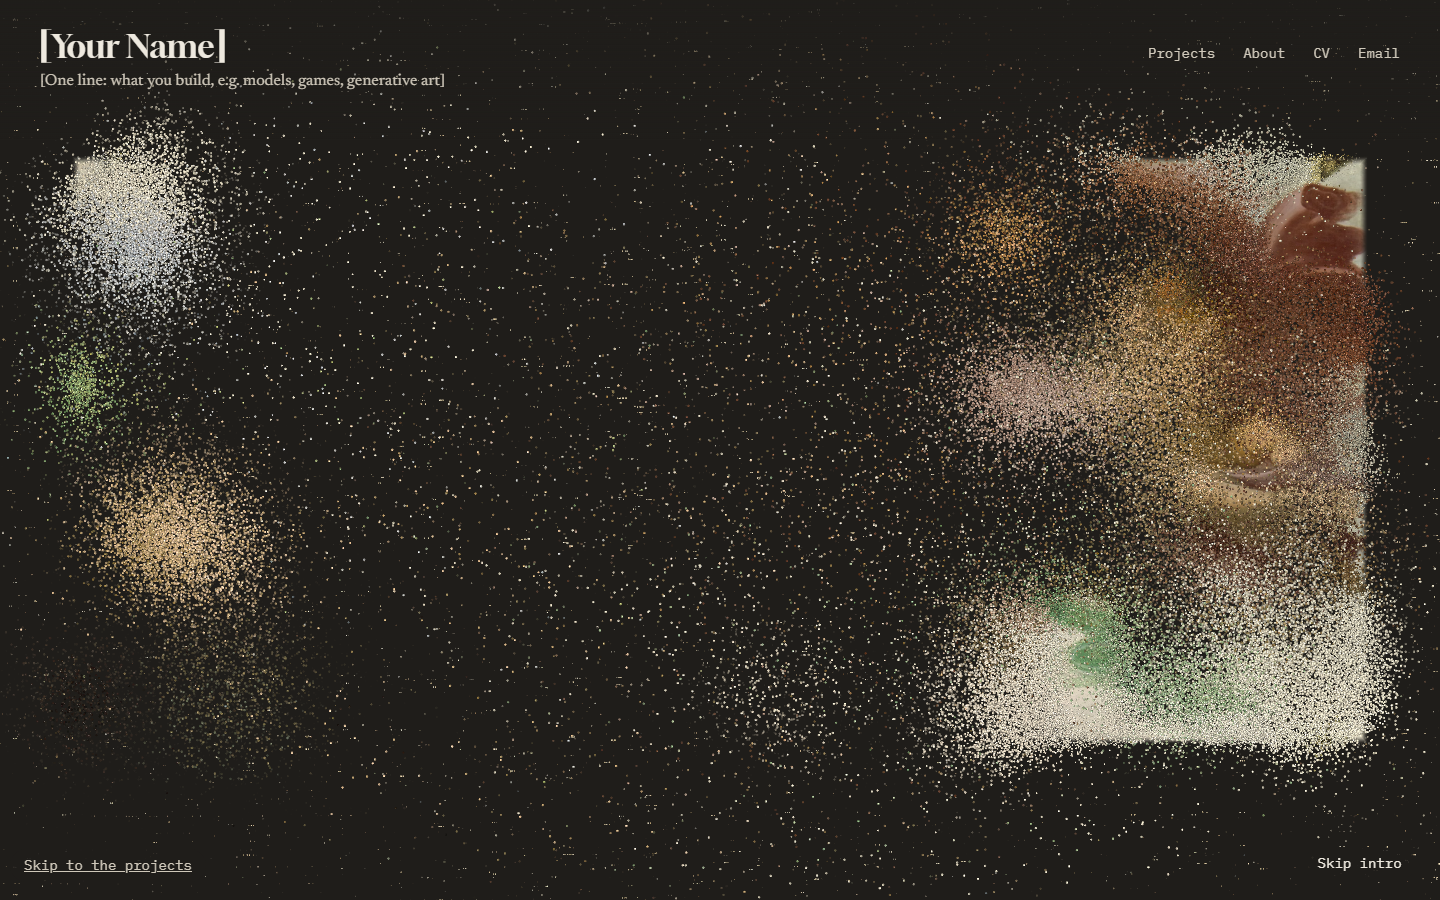 [Your Name]
[One line: what you build, e.g. models, games, generative art]
Projects About CV Email
Skip to the projects
Skip intro